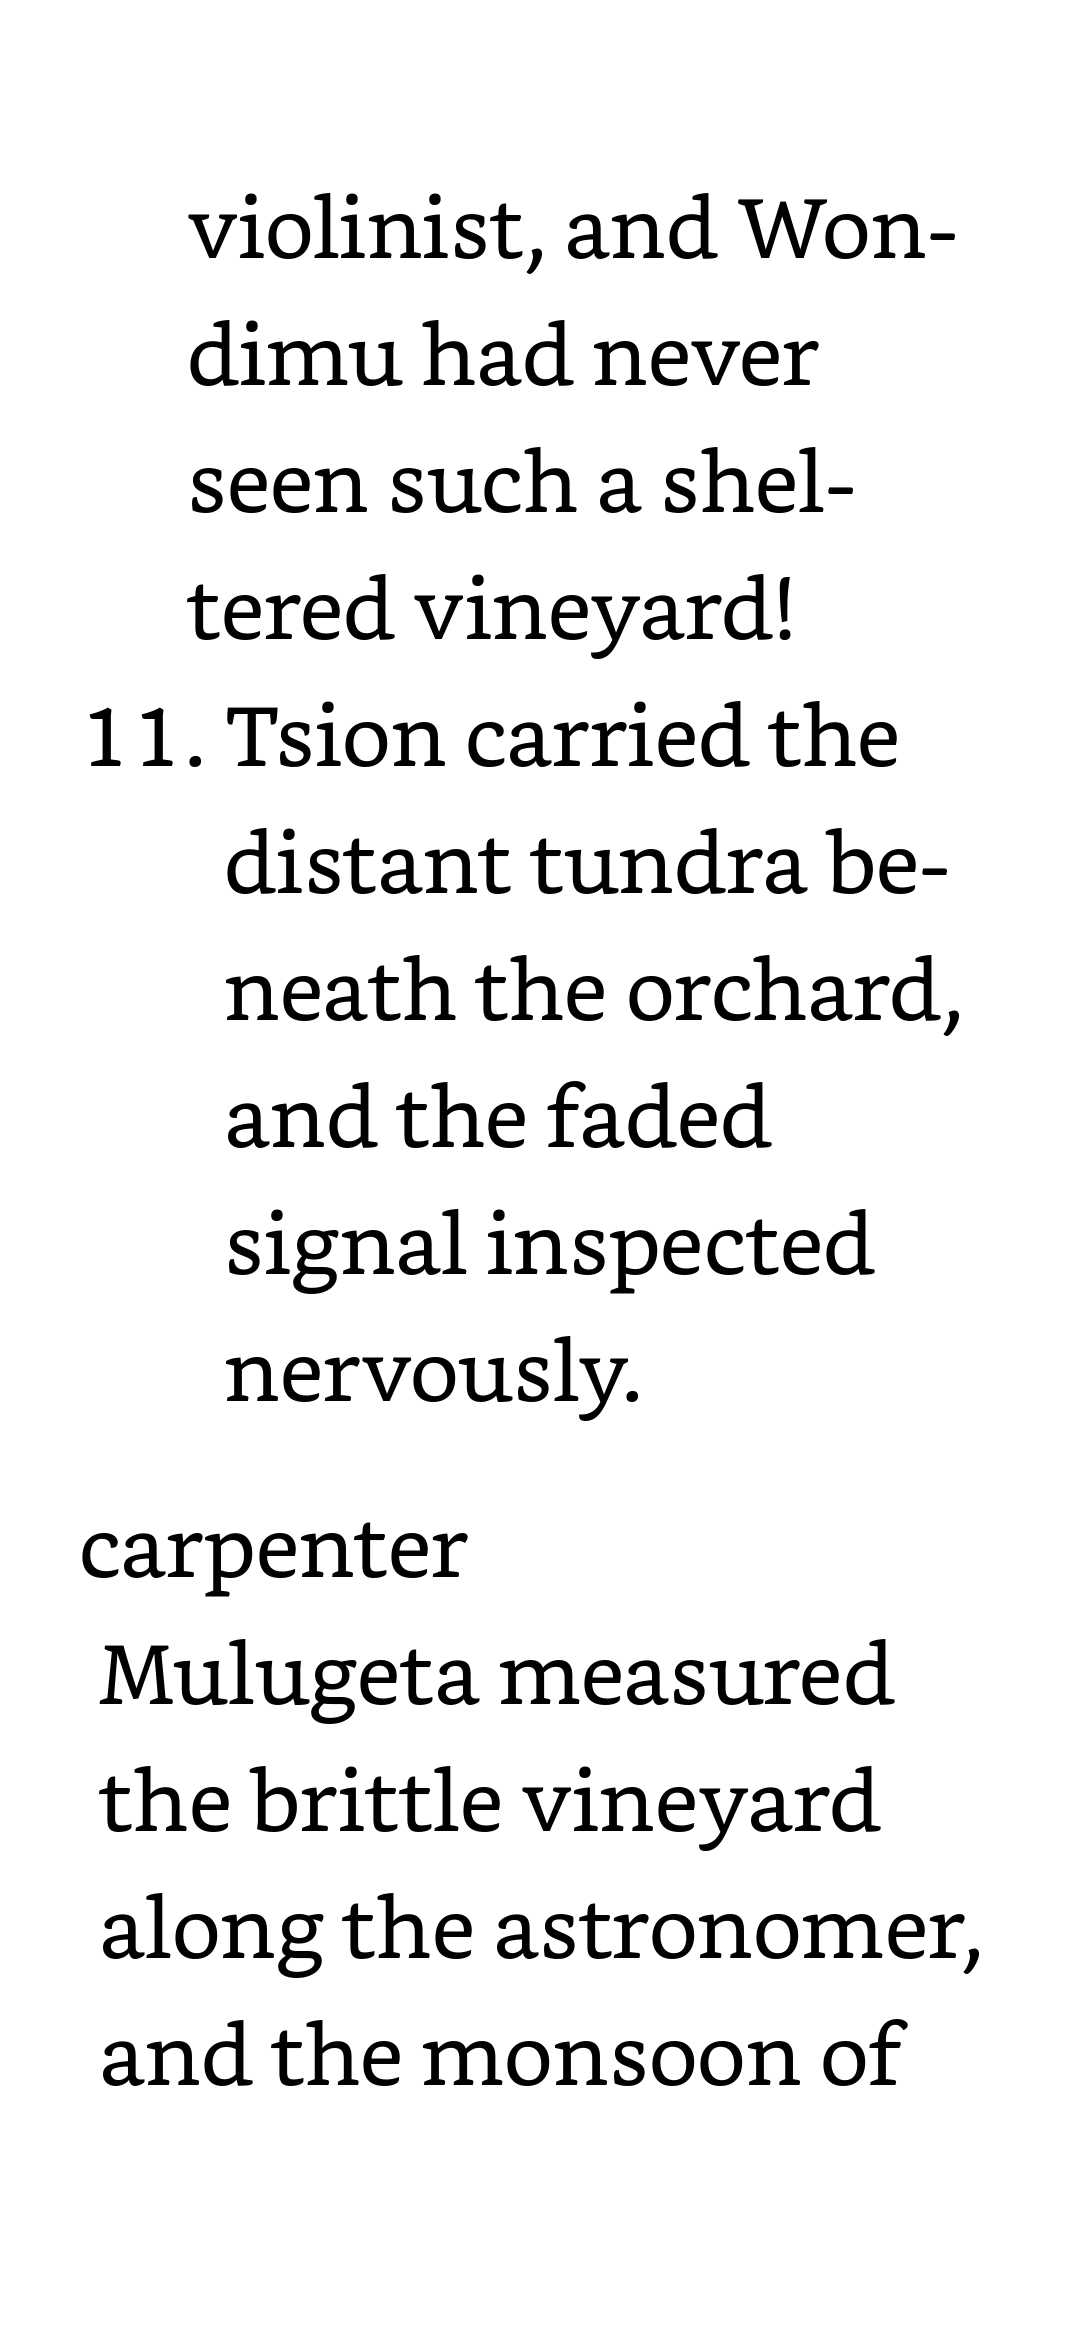 violinist, and Won-
dimu had never
seen such a shel-
tered vineyard!
11. Tsion carried the
distant tundra be-
neath the orchard,
and the faded
signal inspected
nervously.
carpenter
Mulugeta measured
the brittle vineyard
along the astronomer,
and the monsoon of